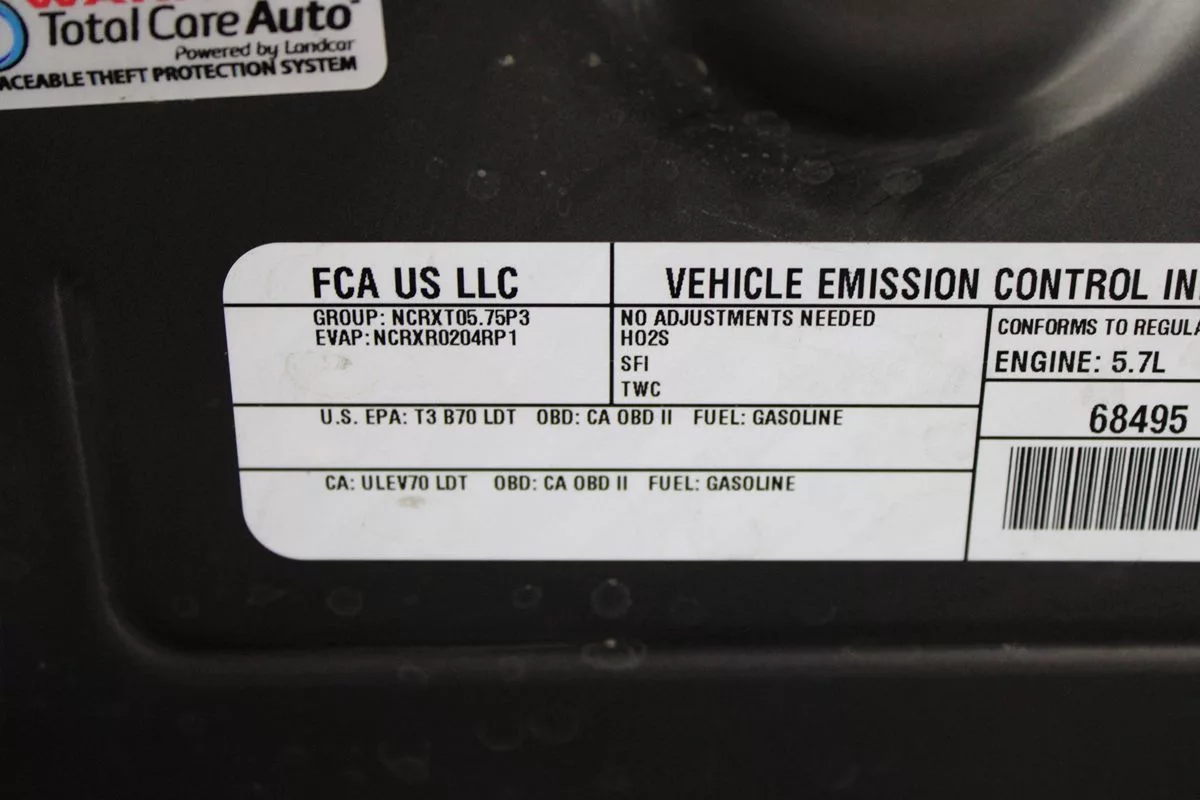 Total Care Auto
Powered by Landcar
ACEABLE THEFT PROTECTION SYSTEM
FCA US LLC
VEHICLE EMISSION CONTROL IN
GROUP: NCRXT05.75P3
EVAP: NCRXR0204RP1
NO ADJUSTMENTS NEEDED
HO2S
SFI
TWC
CONFORMS TO REGULA
ENGINE: 5.7L
68495
U.S. EPA: T3 B70 LDT OBD: CA OBD II FUEL: GASOLINE
CA: ULEV70 LDT OBD: CA OBD II FUEL: GASOLINE